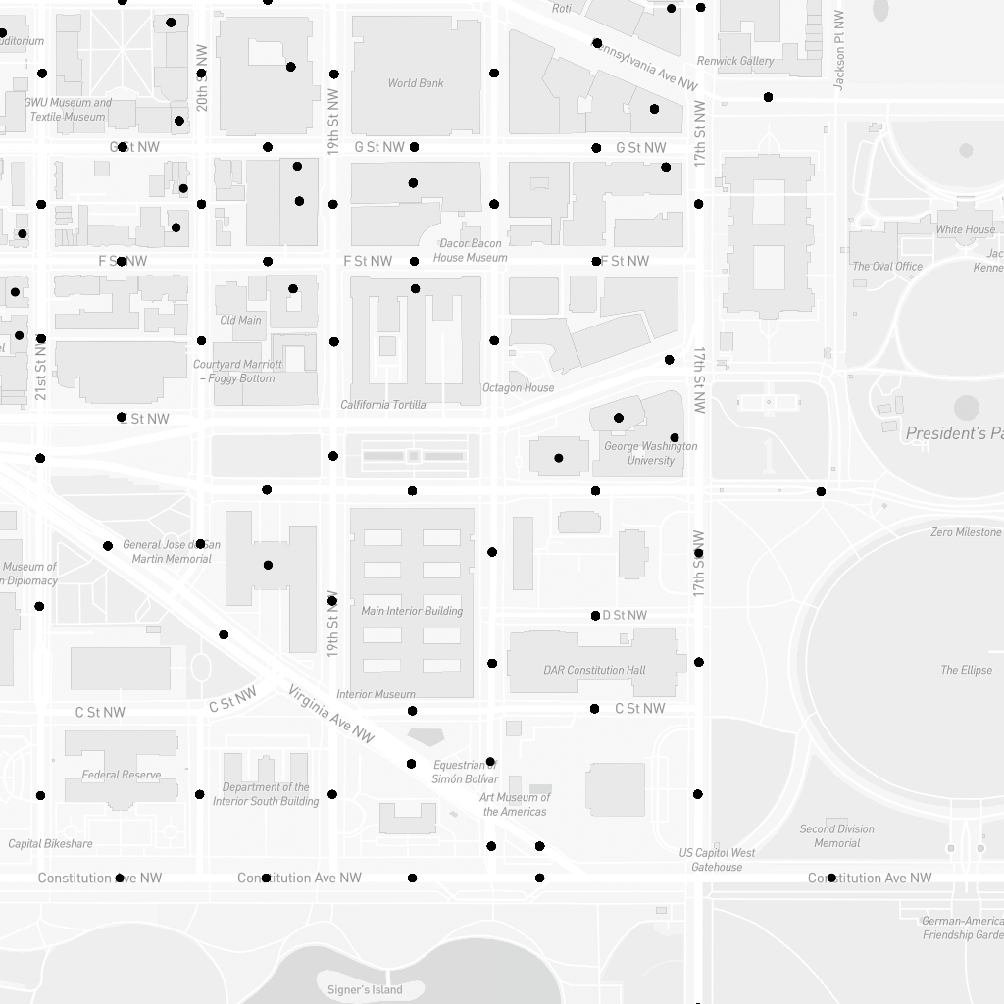 Roti
Auditorium
20th St NW
Pennsylvania Ave NW
Renwick Gallery
Jackson Pl NW
World Bank
GWU Museum and
Textile Museum
19th St NW
17th St NW
G St NW
G St NW
G St NW
White House
Dacor Bacon
House Museum
F St NW
F St NW
F St NW
The Oval Office
Old Main
21st St NW
Courtyard Marriott
– Foggy Bottom
Octagon House
17th St NW
Calfifornia Tortilla
E St NW
George Washington
University
President's Pa
Zero Milestone
General Jose de San
Martin Memorial
17th St NW
Museum of
n Diplomacy
19th St NW
Main Interior Building
D St NW
DAR Constitution Hall
The Ellipse
C St NW
C St NW
Virginia Ave NW
Interior Museum
C St NW
Federal Reserve
Equestrian of
Simón Bolívar
Department of the
Interior South Building
Art Museum of
the Americas
Capital Bikeshare
US Capitol West
Gatehouse
Second Division
Memorial
Constitution Ave NW
Constitution Ave NW
Constitution Ave NW
German-America
Friendship Garde
Signer's Island